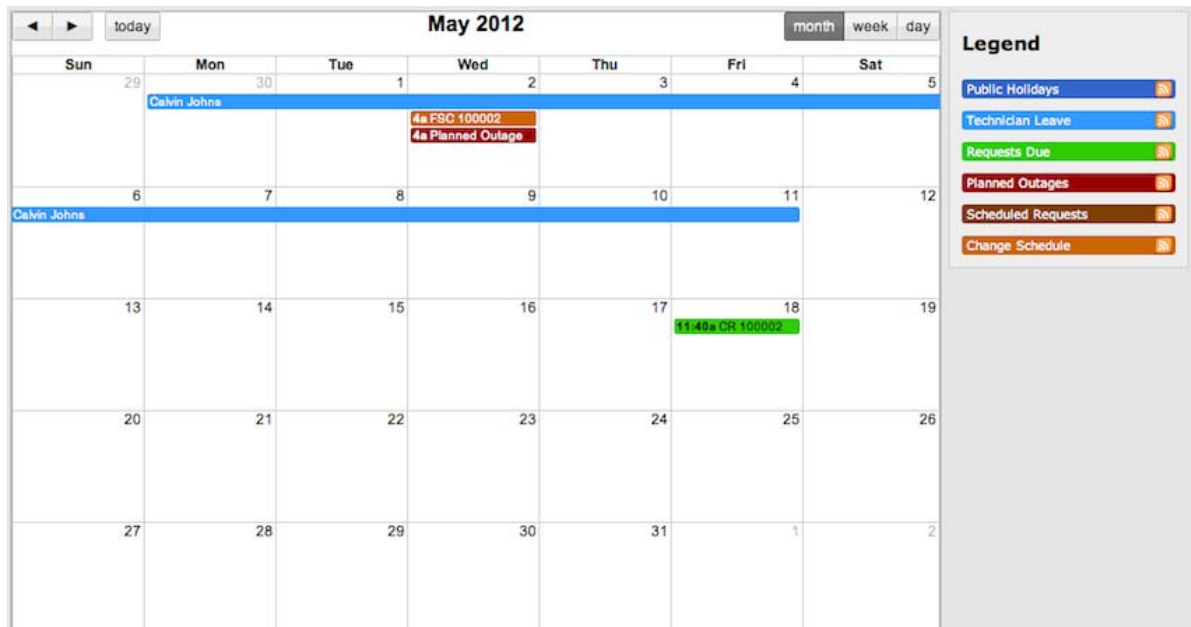 ◄ ► today May 2012 month week day
Sun Mon Tue Wed Thu Fri Sat
29 30 1 2 3 4 5
Calvin Johns
4a FSC 100002
4a Planned Outage
6 7 8 9 10 11 12
Calvin Johns
13 14 15 16 17 18 19
11:40a CR 100002
20 21 22 23 24 25 26
27 28 29 30 31 1 2
Legend
Public Holidays
Technician Leave
Requests Due
Planned Outages
Scheduled Requests
Change Schedule